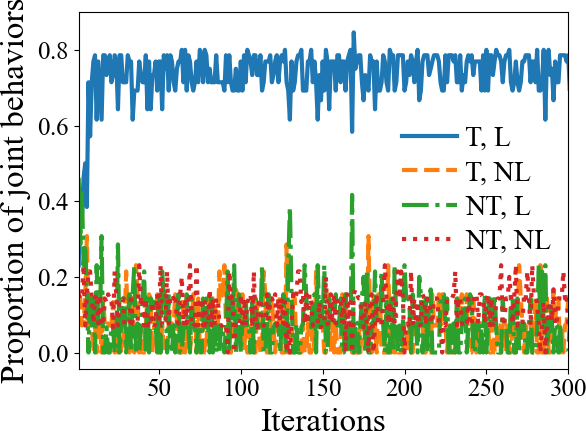 Proportion of joint behaviors
0.8
0.6
0.4
0.2
0.0
T, L
T, NL
NT, L
NT, NL
50
100
150
200
250
300
Iterations